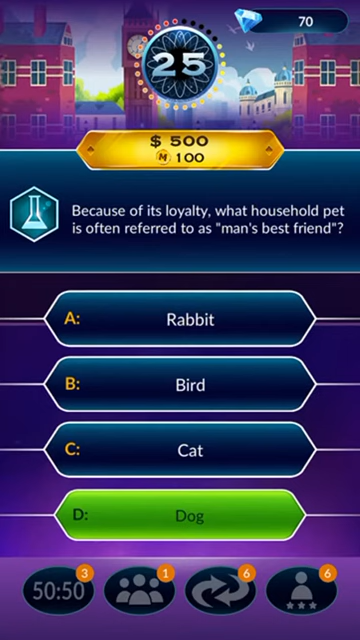 70
25
$ 500
M 100
Because of its loyalty, what household pet
is often referred to as "man's best friend"?
A: Rabbit
B: Bird
C: Cat
D: Dog
3 1 6 6
50:50